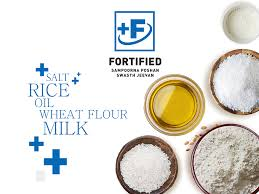 +F
FORTIFIED
SAMPOORNA POSHAN
SWASTH JEEVAN
SALT
RICE
OIL
WHEAT FLOUR
MILK